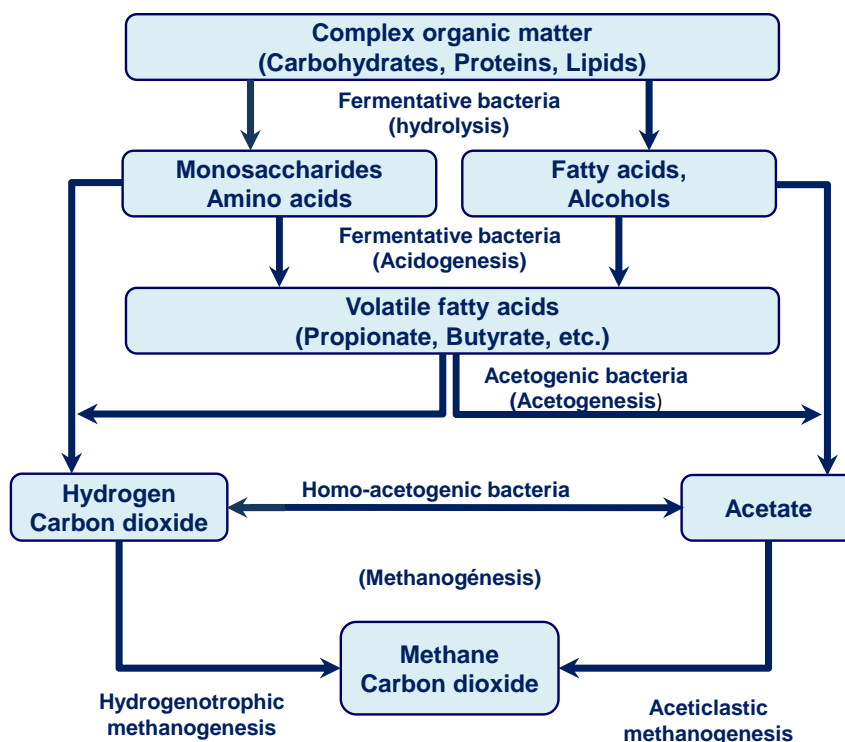 Complex organic matter
(Carbohydrates, Proteins, Lipids)
Fermentative bacteria
(hydrolysis)
Monosaccharides
Amino acids
Fatty acids,
Alcohols
Fermentative bacteria
(Acidogenesis)
Volatile fatty acids
(Propionate, Butyrate, etc.)
Acetogenic bacteria
(Acetogenesis)
Hydrogen
Carbon dioxide
Homo-acetogenic bacteria
Acetate
(Methanogénesis)
Methane
Carbon dioxide
Hydrogenotrophic
methanogenesis
Aceticlastic
methanogenesis